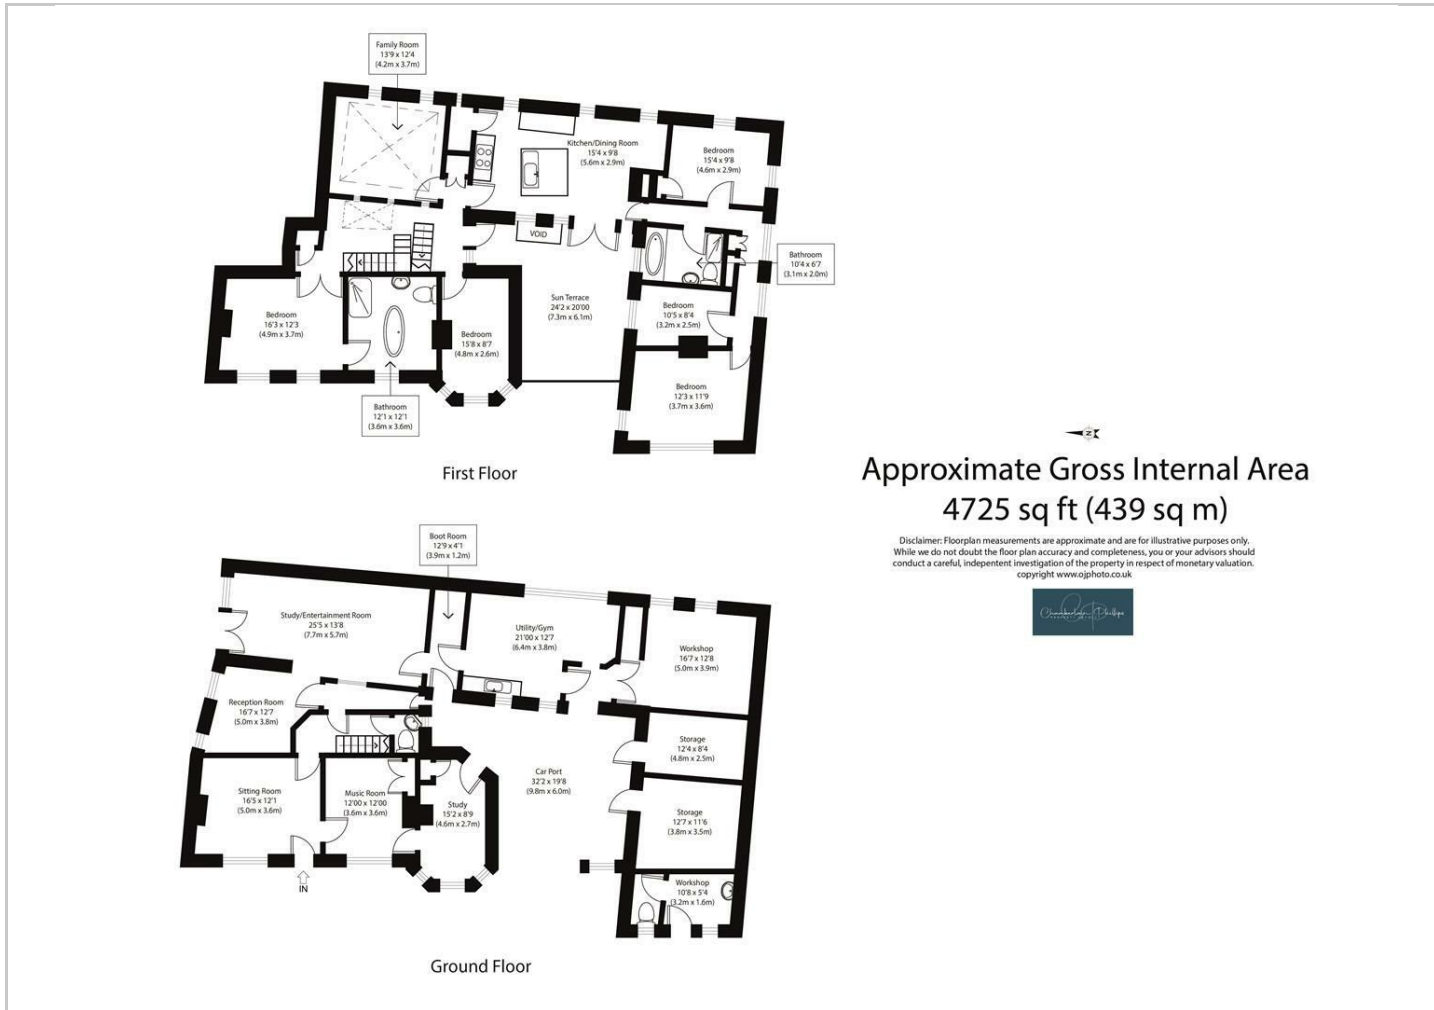 Family Room
13'9 x 12'4
(4.2m x 3.7m)
Kitchen/Dining Room
15'4 x 9'8
(5.6m x 2.9m)
Bedroom
15'4 x 9'8
(4.6m x 2.9m)
VOID
Bathroom
10'4 x 6'7
(3.1m x 2.0m)
Sun Terrace
24'2 x 20'00
(7.3m x 6.1m)
Bedroom
10'5 x 8'4
(3.2m x 2.5m)
Bedroom
16'3 x 12'3
(4.9m x 3.7m)
Bedroom
15'8 x 8'7
(4.8m x 2.6m)
Bedroom
12'3 x 11'9
(3.7m x 3.6m)
Bathroom
12'1 x 12'1
(3.6m x 3.6m)
First Floor
N
Approximate Gross Internal Area
4725 sq ft (439 sq m)
Disclaimer: Floorplan measurements are approximate and are for illustrative purposes only.
While we do not doubt the floor plan accuracy and completeness, you or your advisors should
conduct a careful, indepentent investigation of the property in respect of monetary valuation.
copyright www.ojphoto.co.uk
Chamberlain Phillips
Boot Room
12'9 x 4'1
(3.9m x 1.2m)
Study/Entertainment Room
25'5 x 13'8
(7.7m x 5.7m)
Utility/Gym
21'00 x 12'7
(6.4m x 3.8m)
Workshop
16'7 x 12'8
(5.0m x 3.9m)
Reception Room
16'7 x 12'7
(5.0m x 3.8m)
Storage
12'4 x 8'4
(4.8m x 2.5m)
Car Port
32'2 x 19'8
(9.8m x 6.0m)
Sitting Room
16'5 x 12'1
(5.0m x 3.6m)
Music Room
12'00 x 12'00
(3.6m x 3.6m)
Study
15'2 x 8'9
(4.6m x 2.7m)
Storage
12'7 x 11'6
(3.8m x 3.5m)
Workshop
10'8 x 5'4
(3.2m x 1.6m)
IN
Ground Floor